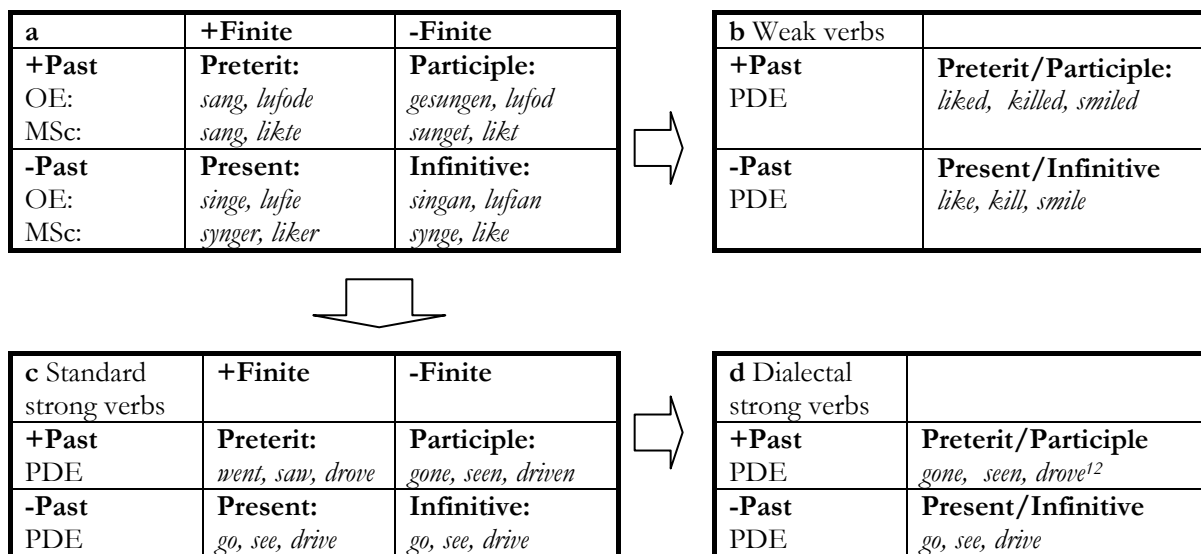 a +Finite -Finite
+Past Preterit: Participle:
OE: sang, lufode gesungen, lufod
MSc: sang, likte sunget, likt
-Past Present: Infinitive:
OE: singe, lufie singan, lufian
MSc: synger, liker synge, like
b Weak verbs
+Past Preterit/Participle:
PDE liked, killed, smiled
-Past Present/Infinitive
PDE like, kill, smile
c Standard +Finite -Finite
strong verbs
+Past Preterit: Participle:
PDE went, saw, drove gone, seen, driven
-Past Present: Infinitive:
PDE go, see, drive go, see, drive
d Dialectal
strong verbs
+Past Preterit/Participle
PDE gone, seen, drove¹²
-Past Present/Infinitive
PDE go, see, drive